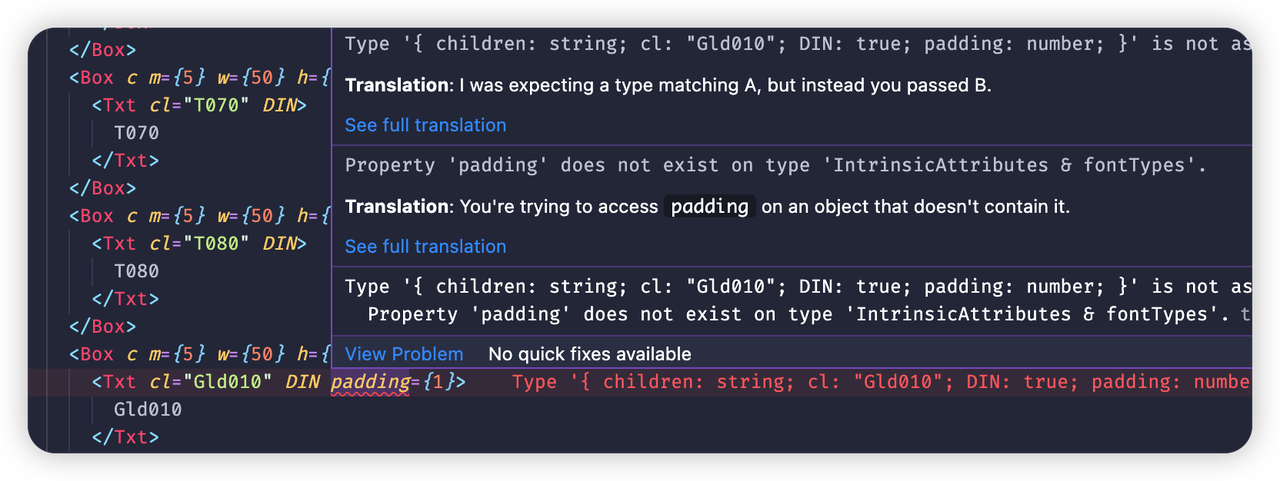 </Box>
<Box c m={5} w={50} h={
<Txt cl="T070" DIN>
T070
</Txt>
</Box>
<Box c m={5} w={50} h={
<Txt cl="T080" DIN>
T080
</Txt>
</Box>
<Box c m={5} w={50} h={
<Txt cl="Gld010" DIN padding={1}> Type '{ children: string; cl: "Gld010"; DIN: true; padding: numbe
Gld010
</Txt>
Type '{ children: string; cl: "Gld010"; DIN: true; padding: number; }' is not as
Translation: I was expecting a type matching A, but instead you passed B.
See full translation
Property 'padding' does not exist on type 'IntrinsicAttributes & fontTypes'.
Translation: You're trying to access padding on an object that doesn't contain it.
See full translation
Type '{ children: string; cl: "Gld010"; DIN: true; padding: number; }' is not as
Property 'padding' does not exist on type 'IntrinsicAttributes & fontTypes'. t
View Problem No quick fixes available